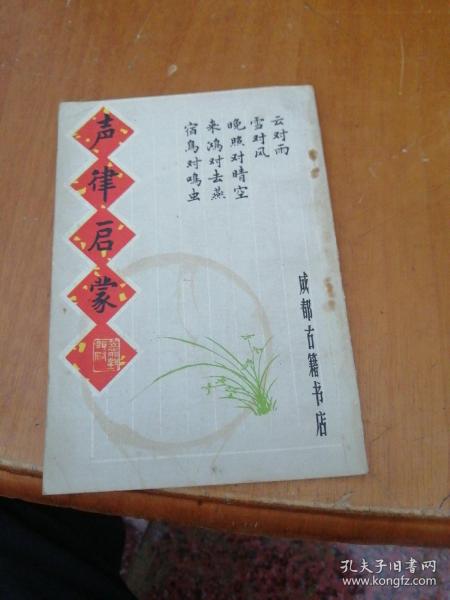 声律启蒙
云对雨
雪对风
晚照对晴空
来鸿对去燕
宿鸟对鸣虫
成都古籍书店
孔夫子旧书网
www.kongfz.com